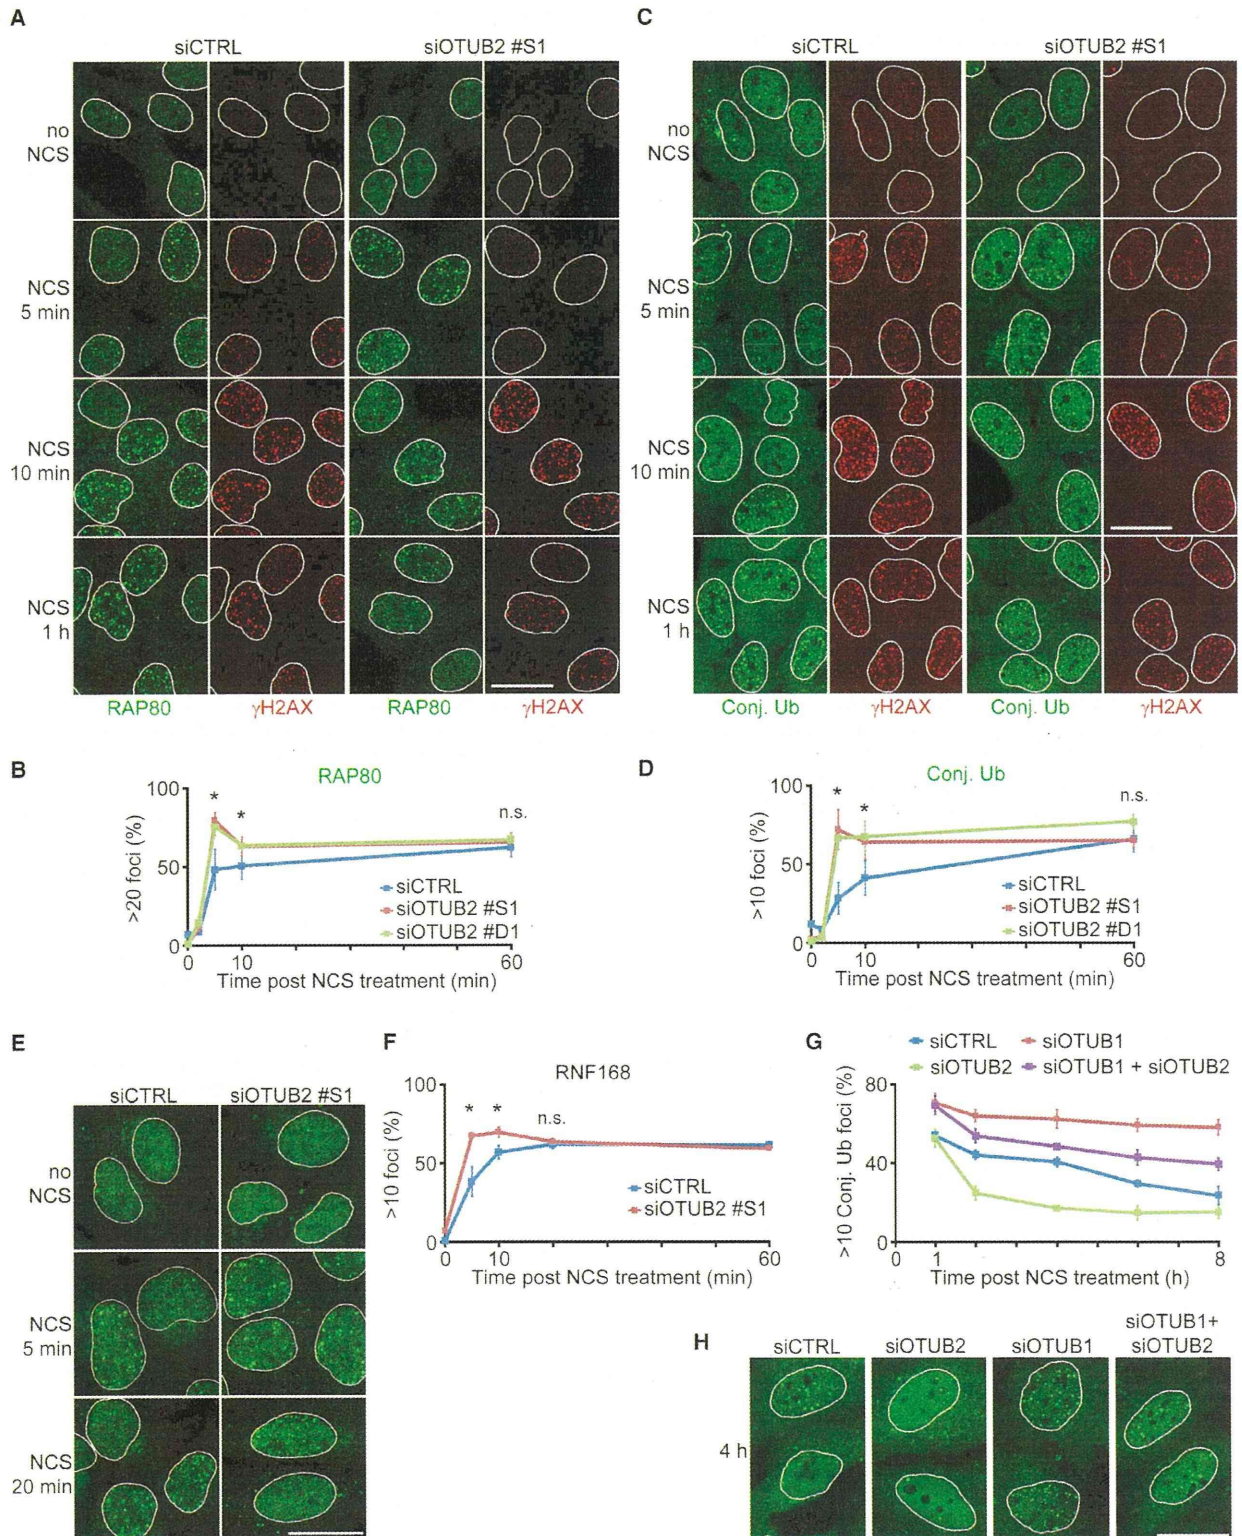 A
siCTRL
siOTUB2 #S1
no
NCS
NCS
5 min
NCS
10 min
NCS
1 h
RAP80
γH2AX
RAP80
γH2AX
C
siCTRL
siOTUB2 #S1
no
NCS
NCS
5 min
NCS
10 min
NCS
1 h
Conj. Ub
γH2AX
Conj. Ub
γH2AX
B
RAP80
>20 foci (%)
100
50
0
* * n.s.
siCTRL
siOTUB2 #S1
siOTUB2 #D1
0 10 60
Time post NCS treatment (min)
D
Conj. Ub
>10 foci (%)
100
50
0
* * n.s.
siCTRL
siOTUB2 #S1
siOTUB2 #D1
0 10 60
Time post NCS treatment (min)
E
siCTRL
siOTUB2 #S1
no
NCS
NCS
5 min
NCS
20 min
F
RNF168
>10 foci (%)
100
50
0
* * n.s.
siCTRL
siOTUB2 #S1
0 10 60
Time post NCS treatment (min)
G
siCTRL
siOTUB1
siOTUB2
siOTUB1 + siOTUB2
>10 Conj. Ub foci (%)
80
40
0
0 1 8
Time post NCS treatment (h)
H
siCTRL
siOTUB2
siOTUB1
siOTUB1+
siOTUB2
4 h